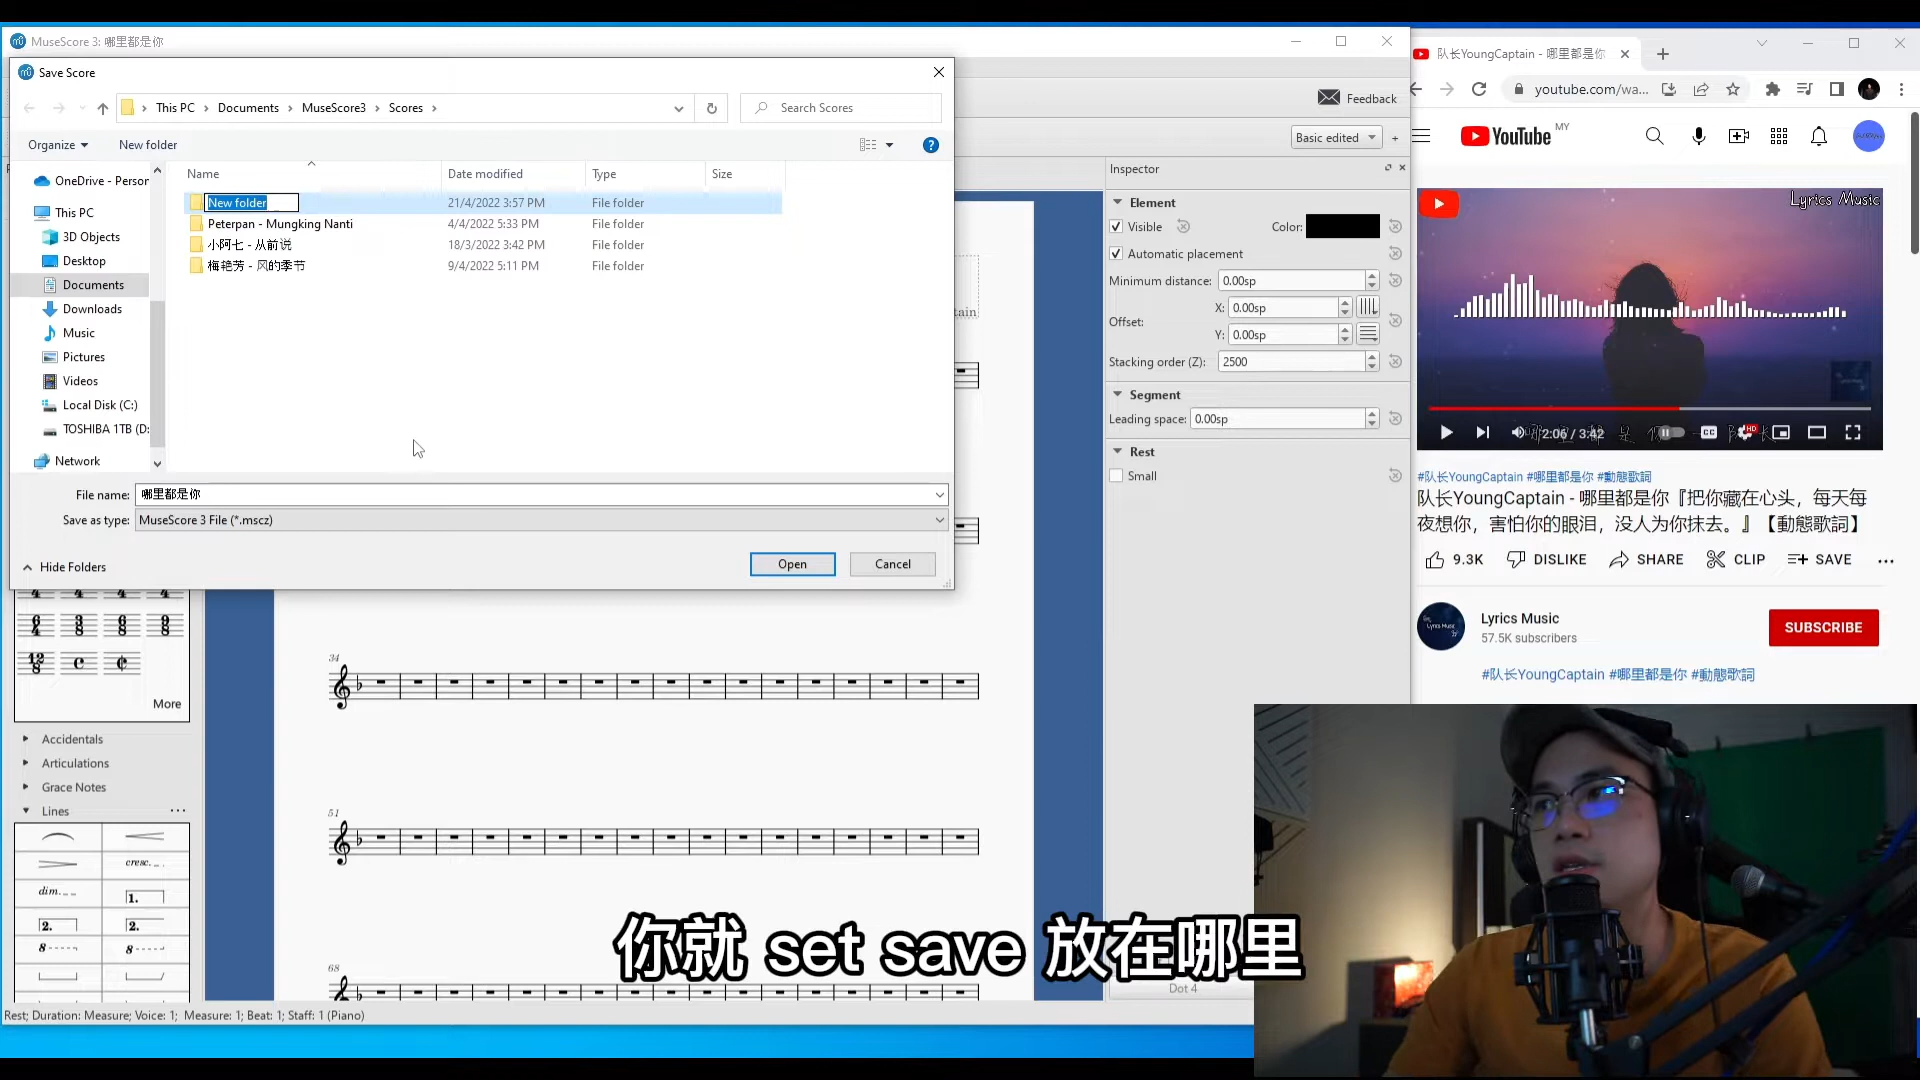 MuseScore 3: 哪里都是你
Save Score
This PC
Documents
MuseScore3
Scores
Search Scores
Organize
New folder
Name
Date modified
Type
Size
New folder
21/4/2022 3:57 PM
File folder
Peterpan - Mungking Nanti
4/4/2022 5:33 PM
File folder
小阿七 - 从前说
18/3/2022 3:42 PM
File folder
梅艳芳 - 风的季节
9/4/2022 5:11 PM
File folder
OneDrive - Person
This PC
3D Objects
Desktop
Documents
Downloads
Music
Pictures
Videos
Local Disk (C:)
TOSHIBA 1TB (D:
Network
File name: 哪里都是你
Save as type: MuseScore 3 File (*.mscz)
Hide Folders
Open
Cancel
Feedback
Basic edited
Inspector
Element
Visible
Color:
Automatic placement
Minimum distance: 0.00sp
Offset:
X: 0.00sp
Y: 0.00sp
Stacking order (Z): 2500
Segment
Leading space: 0.00sp
Rest
Small
tain
More
Accidentals
Articulations
Grace Notes
Lines
cresc.
dim.
1.
2.
2.
8
8
34
51
68
Dot 4
Rest; Duration: Measure; Voice: 1; Measure: 1; Beat: 1; Staff: 1 (Piano)
队长YoungCaptain - 哪里都是你
youtube.com/wa...
YouTube MY
Lyrics Music
2:06 / 3:42
CC
HD
#队长YoungCaptain #哪里都是你 #動態歌詞
队长YoungCaptain - 哪里都是你『把你藏在心头，每天每
夜想你，害怕你的眼泪，没人为你抹去。』【動態歌詞】
9.3K
DISLIKE
SHARE
CLIP
SAVE
Lyrics Music
57.5K subscribers
SUBSCRIBE
#队长YoungCaptain #哪里都是你 #動態歌詞
你就 set save 放在哪里